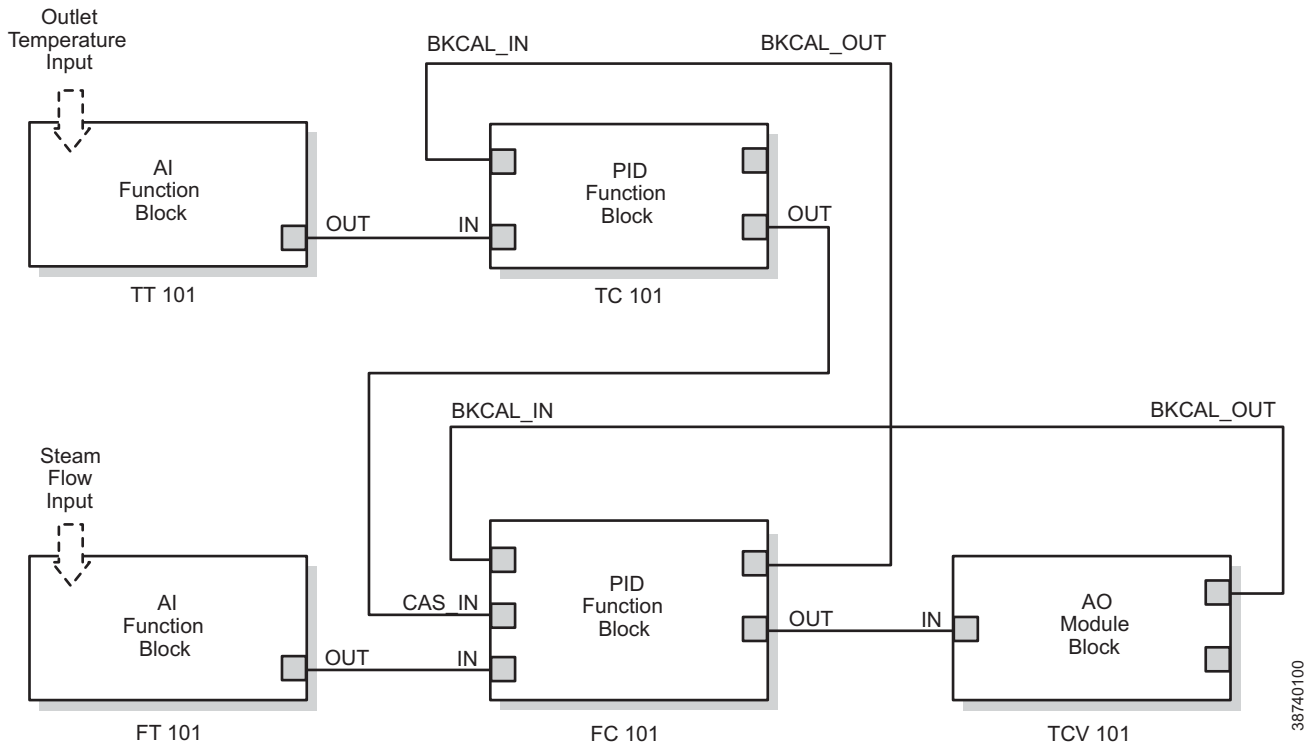 Outlet
Temperature
Input
BKCAL_IN
BKCAL_OUT
AI
Function
Block
OUT
IN
PID
Function
Block
OUT
TT 101
TC 101
BKCAL_IN
BKCAL_OUT
Steam
Flow
Input
AI
Function
Block
OUT
CAS_IN
IN
PID
Function
Block
OUT
IN
AO
Module
Block
FT 101
FC 101
TCV 101
38740100